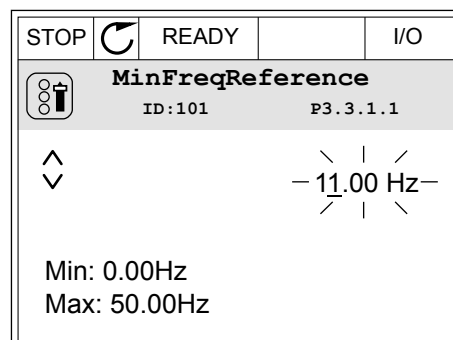 STOP READY I/O
MinFreqReference
ID:101 P3.3.1.1
11.00 Hz
Min: 0.00Hz
Max: 50.00Hz